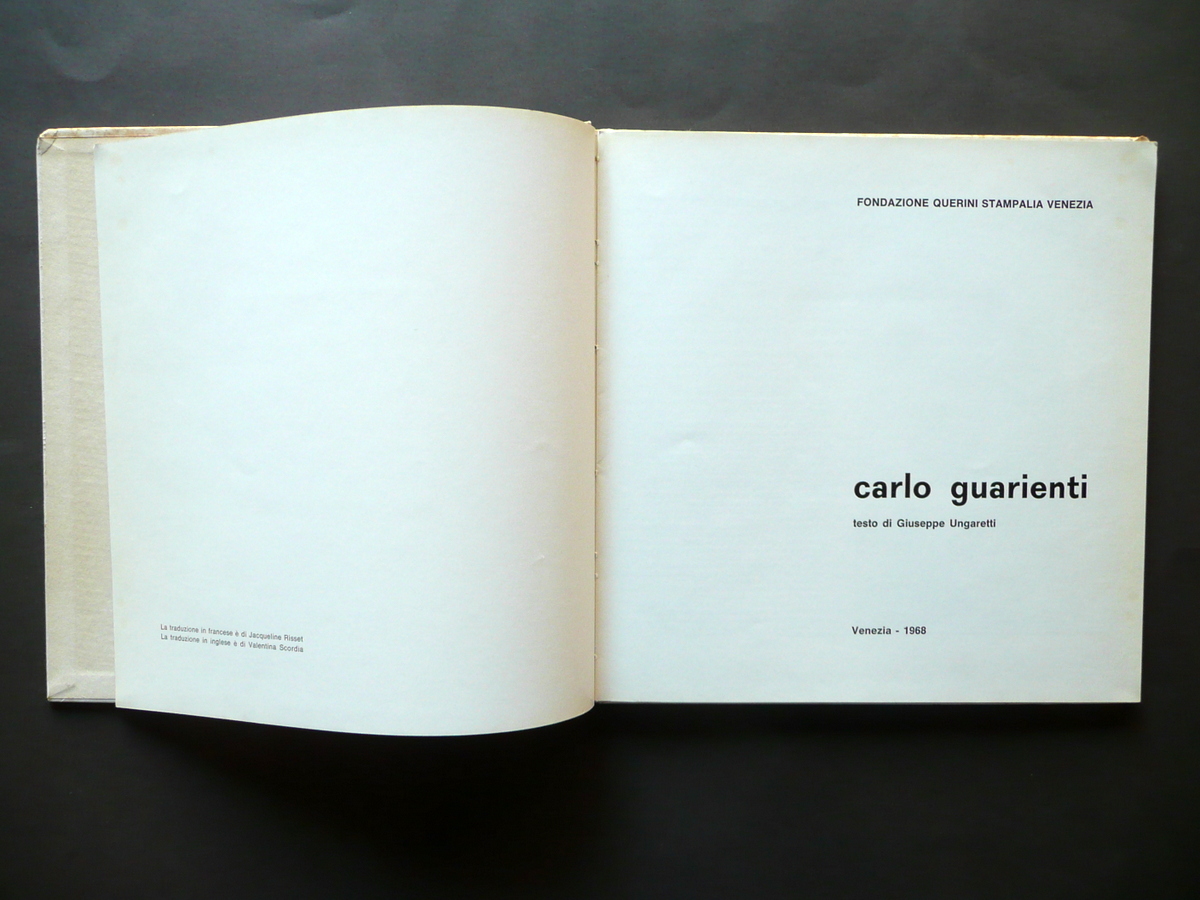 La traduzione in francese è di Jacqueline Risset
La traduzione in inglese è di Valentina Scordia
FONDAZIONE QUERINI STAMPALIA VENEZIA
carlo guarienti
testo di Giuseppe Ungaretti
Venezia - 1968